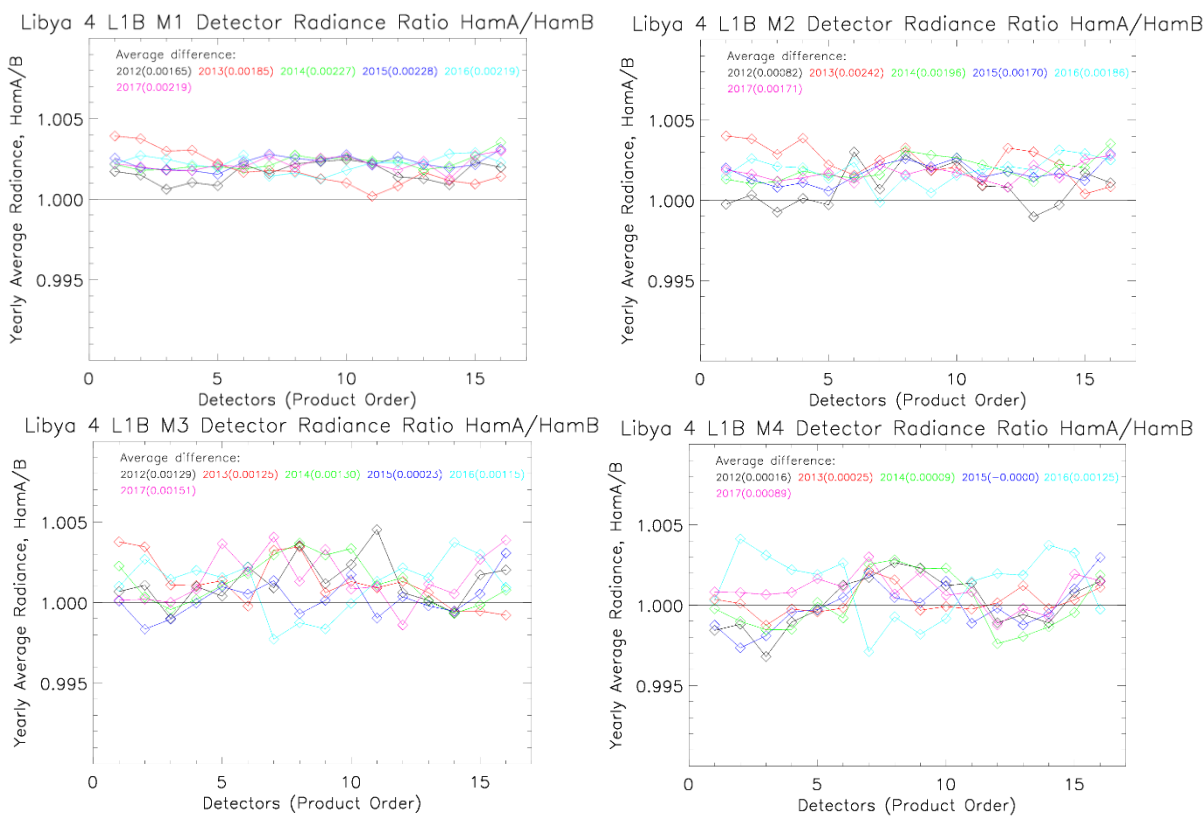 Libya 4 L1B M1 Detector Radiance Ratio HamA/HamB
Average difference:
2012(0.00165) 2013(0.00185) 2014(0.00227) 2015(0.00228) 2016(0.00219)
2017(0.00219)
Yearly Average Radiance, HamA/B
1.005
1.000
0.995
0 5 10 15
Detectors (Product Order)
Libya 4 L1B M2 Detector Radiance Ratio HamA/HamB
Average difference:
2012(0.00082) 2013(0.00242) 2014(0.00196) 2015(0.00170) 2016(0.00196)
2017(0.00171)
Yearly Average Radiance, HamA/B
1.005
1.000
0.995
0 5 10 15
Detectors (Product Order)
Libya 4 L1B M3 Detector Radiance Ratio HamA/HamB
Average difference:
2012(0.00129) 2013(0.00125) 2014(0.00130) 2015(0.00023) 2016(0.00115)
2017(0.00151)
Yearly Average Radiance, HamA/B
1.005
1.000
0.995
0 5 10 15
Detectors (Product Order)
Libya 4 L1B M4 Detector Radiance Ratio HamA/HamB
Average difference:
2012(0.00016) 2013(0.00025) 2014(0.00009) 2015(-0.0000) 2016(0.00125)
2017(0.00089)
Yearly Average Radiance, HamA/B
1.005
1.000
0.995
0 5 10 15
Detectors (Product Order)